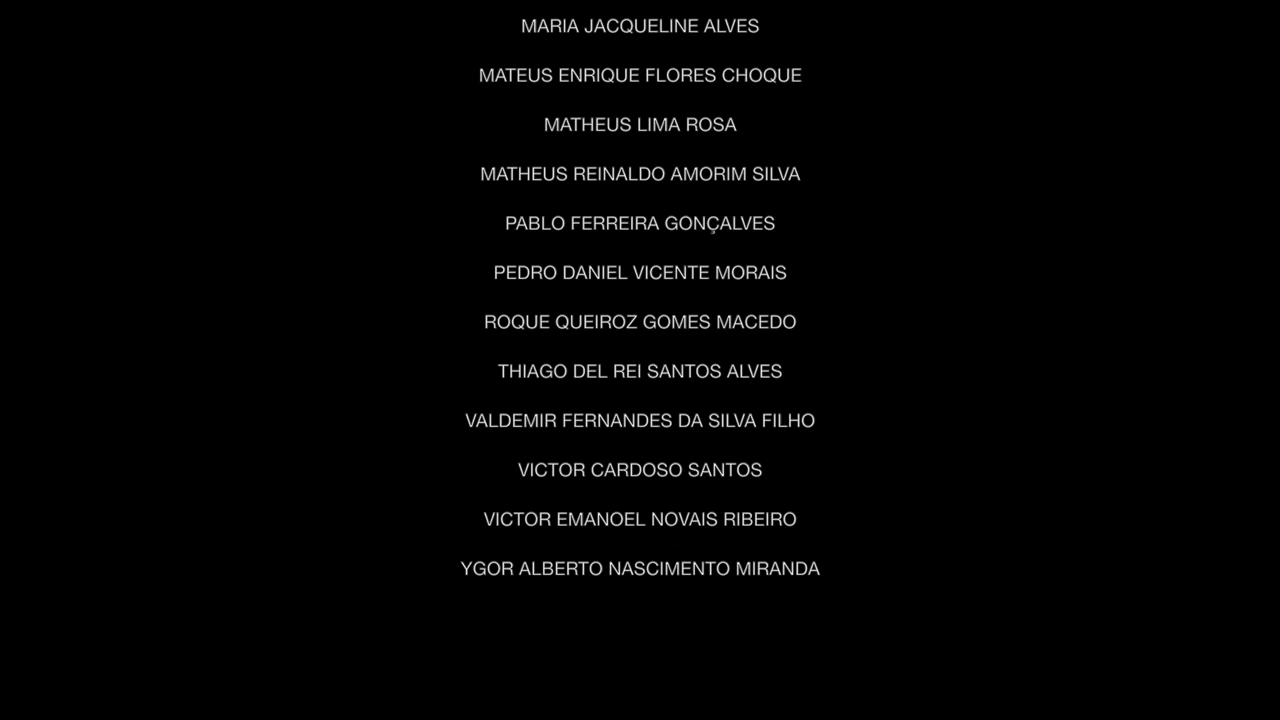 MARIA JACQUELINE ALVES
MATEUS ENRIQUE FLORES CHOQUE
MATHEUS LIMA ROSA
MATHEUS REINALDO AMORIM SILVA
PABLO FERREIRA GONÇALVES
PEDRO DANIEL VICENTE MORAIS
ROQUE QUEIROZ GOMES MACEDO
THIAGO DEL REI SANTOS ALVES
VALDEMIR FERNANDES DA SILVA FILHO
VICTOR CARDOSO SANTOS
VICTOR EMANOEL NOVAIS RIBEIRO
YGOR ALBERTO NASCIMENTO MIRANDA